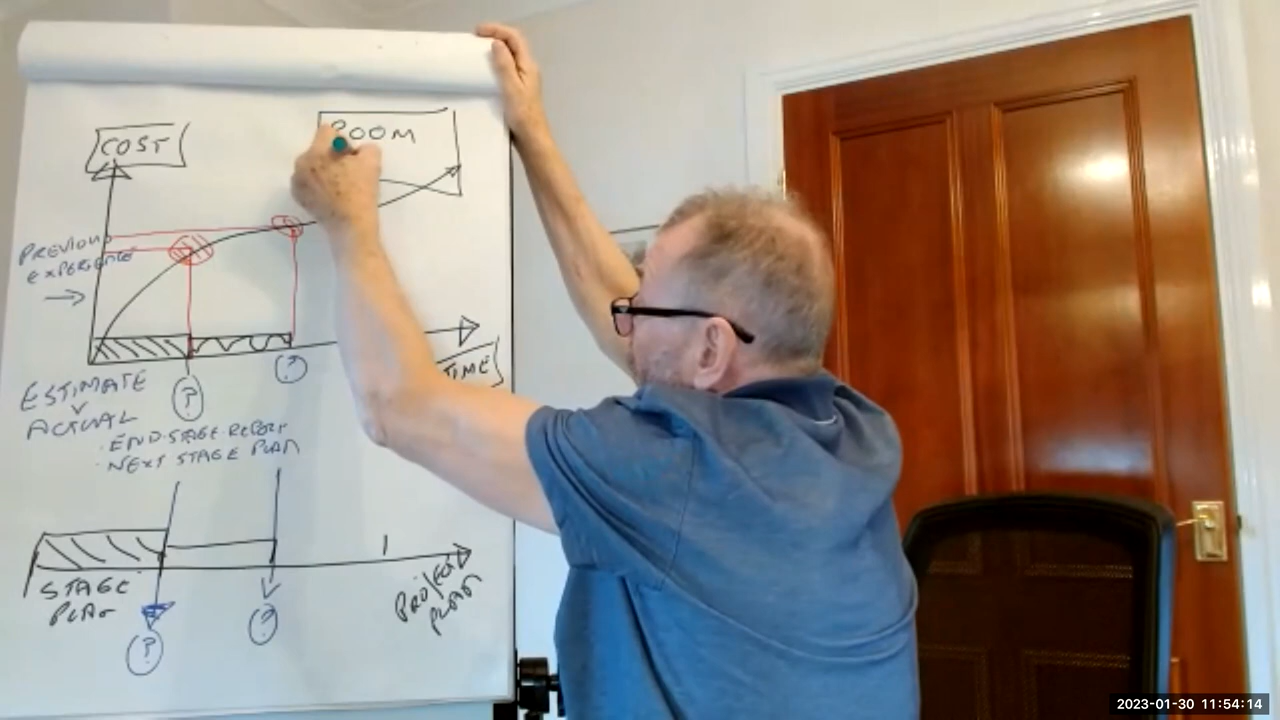 COST
ROOM
PREVIOUS
EXPERIENCE
TIME
ESTIMATE
V
ACTUAL
?
?
· END STAGE REPORT
· NEXT STAGE PLAN
STAGE
PLAN
PROJECT
PLAN
?
?
2023-01-30 11:54:14